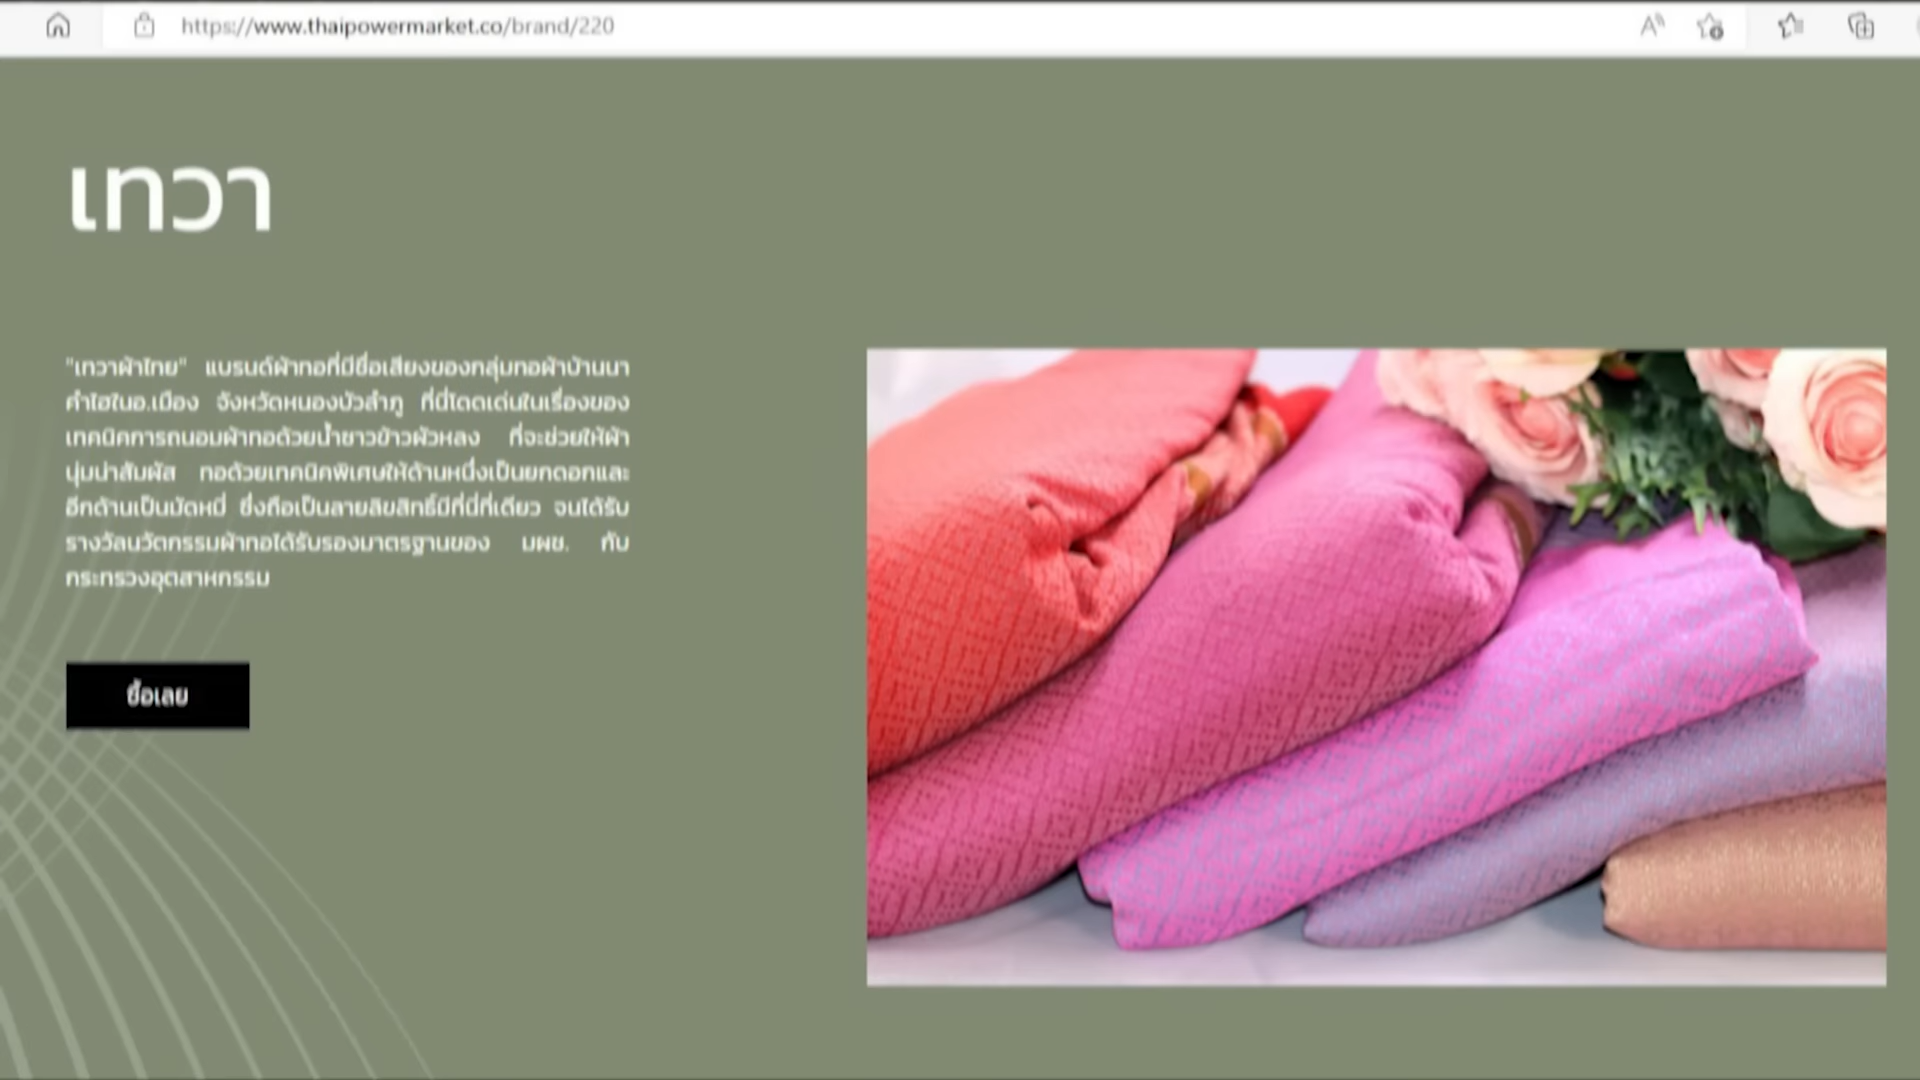 https://www.thaipowermarket.co/brand/220
เทวา
"เทวาผ้าไทย" แบรนด์ผ้าทอที่มีชื่อเสียงของกลุ่มทอผ้าบ้านนา
คำไฮในอ.เมือง จังหวัดหนองบัวลำภู ที่นี่โดดเด่นในเรื่องของ
เทคนิคการถนอมผ้าทอด้วยน้ำซาวข้าวผัวหลง ที่จะช่วยให้ผ้า
นุ่มน่าสัมผัส ทอด้วยเทคนิคพิเศษให้ด้านหนึ่งเป็นยกดอกและ
อีกด้านเป็นมัดหมี่ ซึ่งถือเป็นลายลิขสิทธิ์มีที่นี่ที่เดียว จนได้รับ
รางวัลนวัตกรรมผ้าทอได้รับรองมาตรฐานของ มผช. กับ
กระทรวงอุตสาหกรรม
ซื้อเลย